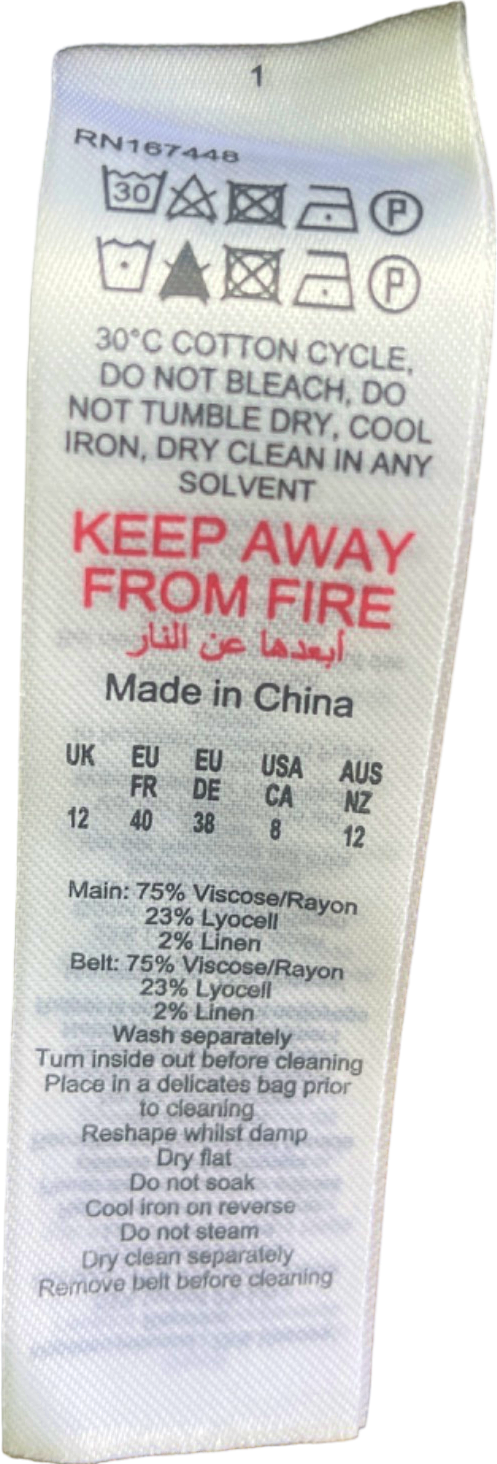 1
RN167448
30 P
P
30°C COTTON CYCLE,
DO NOT BLEACH, DO
NOT TUMBLE DRY, COOL
IRON, DRY CLEAN IN ANY
SOLVENT
KEEP AWAY
FROM FIRE
أبعدها عن النار
Made in China
UK EU EU USA AUS
FR DE CA NZ
12 40 38 8 12
Main: 75% Viscose/Rayon
23% Lyocell
2% Linen
Belt: 75% Viscose/Rayon
23% Lyocell
2% Linen
Wash separately
Turn inside out before cleaning
Place in a delicates bag prior
to cleaning
Reshape whilst damp
Dry flat
Do not soak
Cool iron on reverse
Do not steam
Dry clean separately
Remove belt before cleaning